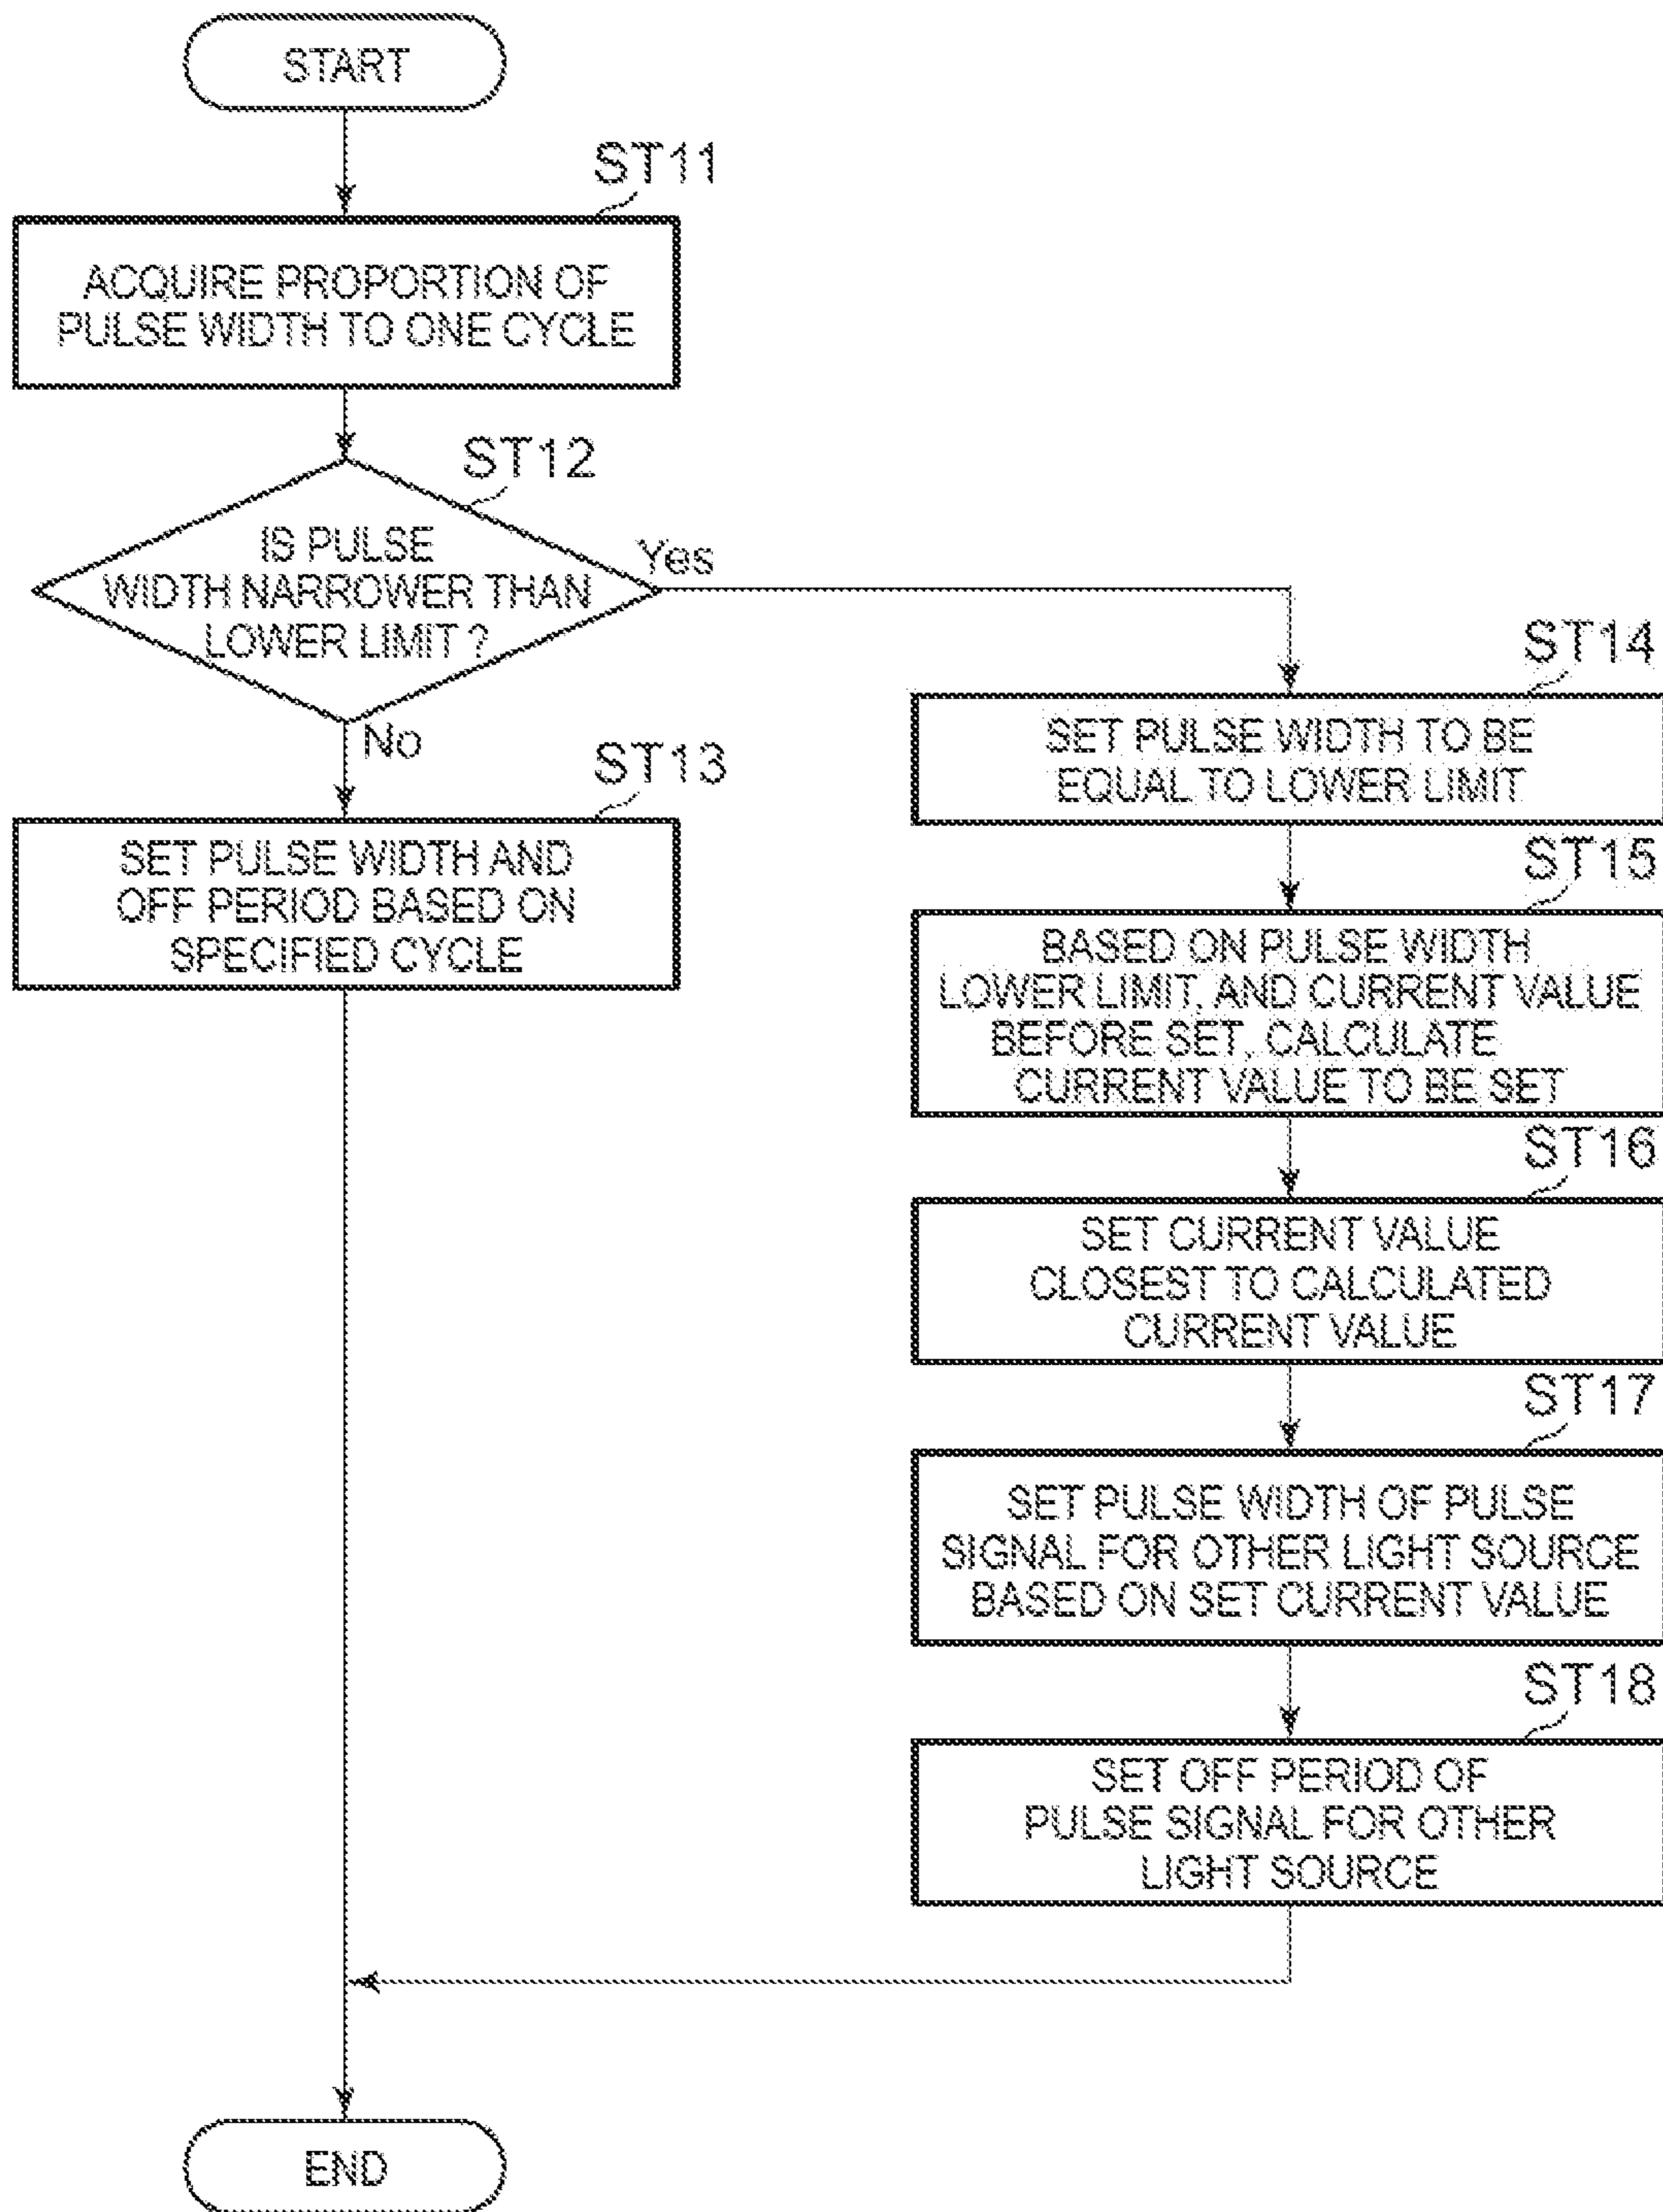 START
ST11
ACQUIRE PROPORTION OF
PULSE WIDTH TO ONE CYCLE
ST12
IS PULSE
WIDTH NARROWER THAN
LOWER LIMIT ?
Yes
No
ST13
SET PULSE WIDTH AND
OFF PERIOD BASED ON
SPECIFIED CYCLE
ST14
SET PULSE WIDTH TO BE
EQUAL TO LOWER LIMIT
ST15
BASED ON PULSE WIDTH
LOWER LIMIT, AND CURRENT VALUE
BEFORE SET, CALCULATE
CURRENT VALUE TO BE SET
ST16
SET CURRENT VALUE
CLOSEST TO CALCULATED
CURRENT VALUE
ST17
SET PULSE WIDTH OF PULSE
SIGNAL FOR OTHER LIGHT SOURCE
BASED ON SET CURRENT VALUE
ST18
SET OFF PERIOD OF
PULSE SIGNAL FOR OTHER
LIGHT SOURCE
END